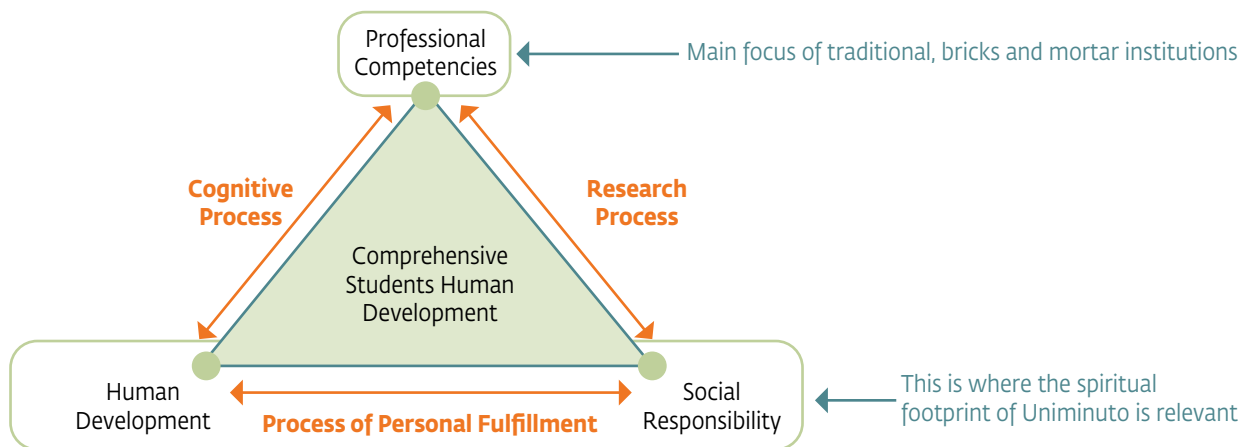 Professional
Competencies
Main focus of traditional, bricks and mortar institutions
Cognitive
Process
Research
Process
Comprehensive
Students Human
Development
Human
Development
Process of Personal Fulfillment
Social
Responsibility
This is where the spiritual
footprint of Uniminuto is relevant